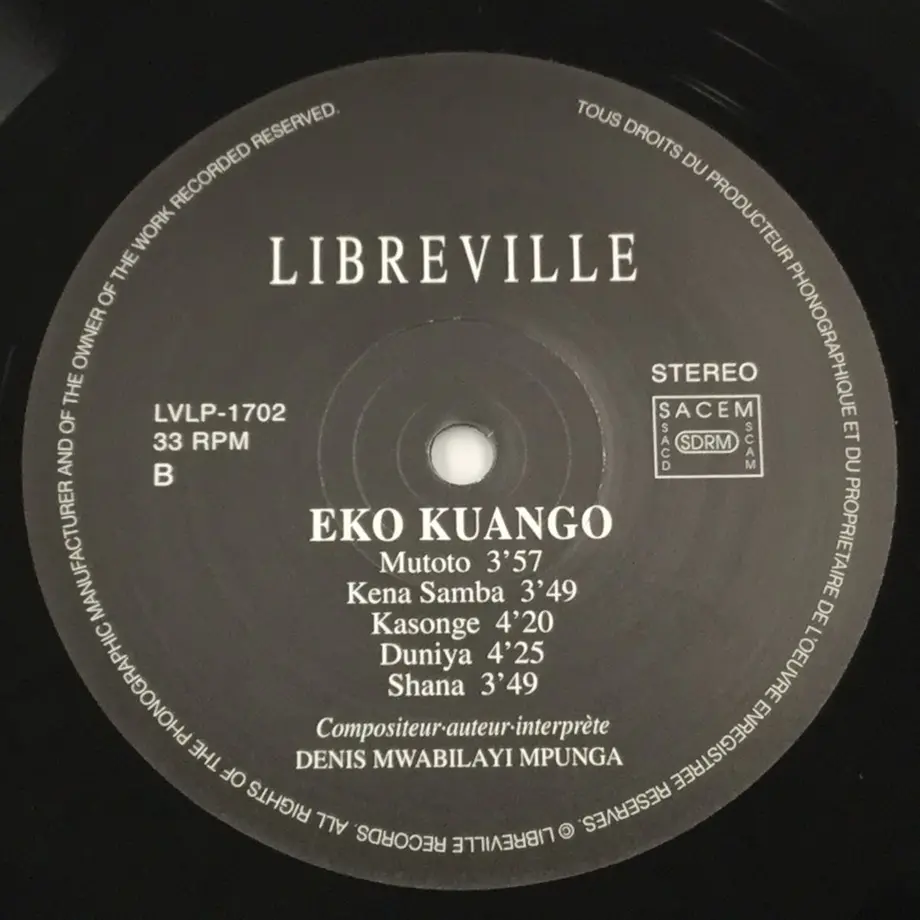 LIBREVILLE
LVLP-1702
33 RPM
B
STEREO
SACEM
SACD
SDRM
SCAM
EKO KUANGO
Mutoto 3'57
Kena Samba 3'49
Kasonge 4'20
Duniya 4'25
Shana 3'49
Compositeur·auteur·interprète
DENIS MWABILAYI MPUNGA
TOUS DROITS DU PRODUCTEUR PHONOGRAPHIQUE ET DU PROPRIETAIRE DE L'OEUVRE ENREGISTREE RESERVES. © LIBREVILLE RECORDS. ALL RIGHTS OF THE PHONOGRAPHIC MANUFACTURER AND OF THE OWNER OF THE WORK RECORDED RESERVED.